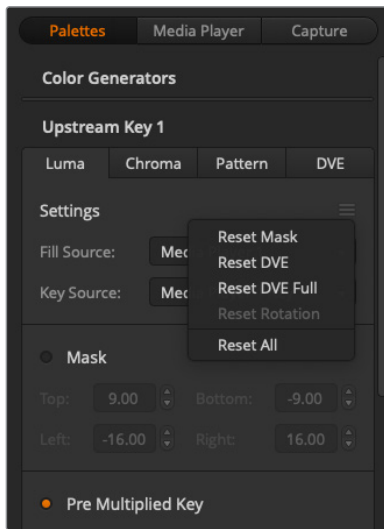 Palettes Media Player Capture
Color Generators
Upstream Key 1
Luma Chroma Pattern DVE
Settings
Fill Source: Med
Key Source: Med
Reset Mask
Reset DVE
Reset DVE Full
Reset Rotation
Reset All
Mask
Top: 9.00 Bottom: -9.00
Left: -16.00 Right: 16.00
Pre Multiplied Key